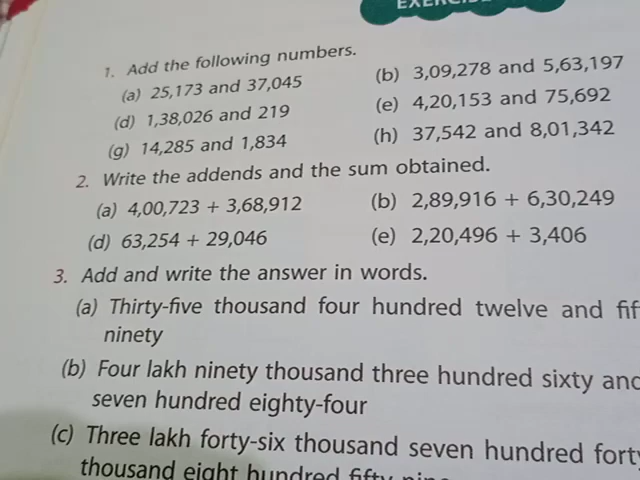 1. Add the following numbers.
(a) 25,173 and 37,045 (b) 3,09,278 and 5,63,197
(d) 1,38,026 and 219 (e) 4,20,153 and 75,692
(g) 14,285 and 1,834 (h) 37,542 and 8,01,342
2. Write the addends and the sum obtained.
(a) 4,00,723 + 3,68,912 (b) 2,89,916 + 6,30,249
(d) 63,254 + 29,046 (e) 2,20,496 + 3,406
3. Add and write the answer in words.
(a) Thirty-five thousand four hundred twelve and
ninety
(b) Four lakh ninety thousand three hundred sixty and
seven hundred eighty-four
(c) Three lakh forty-six thousand seven hundred
thousand eight hundred fifty